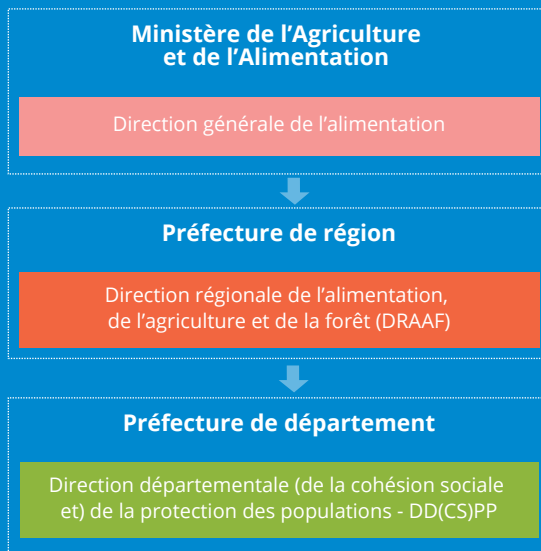 Ministère de l’Agriculture
et de l’Alimentation
Direction générale de l’alimentation
Préfecture de région
Direction régionale de l’alimentation,
de l’agriculture et de la forêt (DRAAF)
Préfecture de département
Direction départementale (de la cohésion sociale
et) de la protection des populations - DD(CS)PP